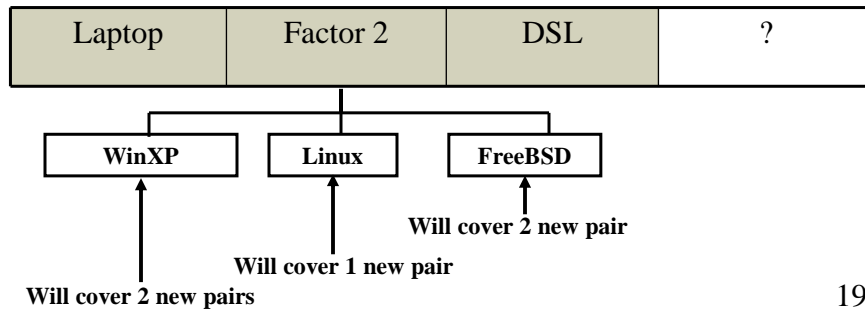 Laptop Factor 2 DSL ?
WinXP Linux FreeBSD
Will cover 2 new pair
Will cover 1 new pair
Will cover 2 new pairs
19